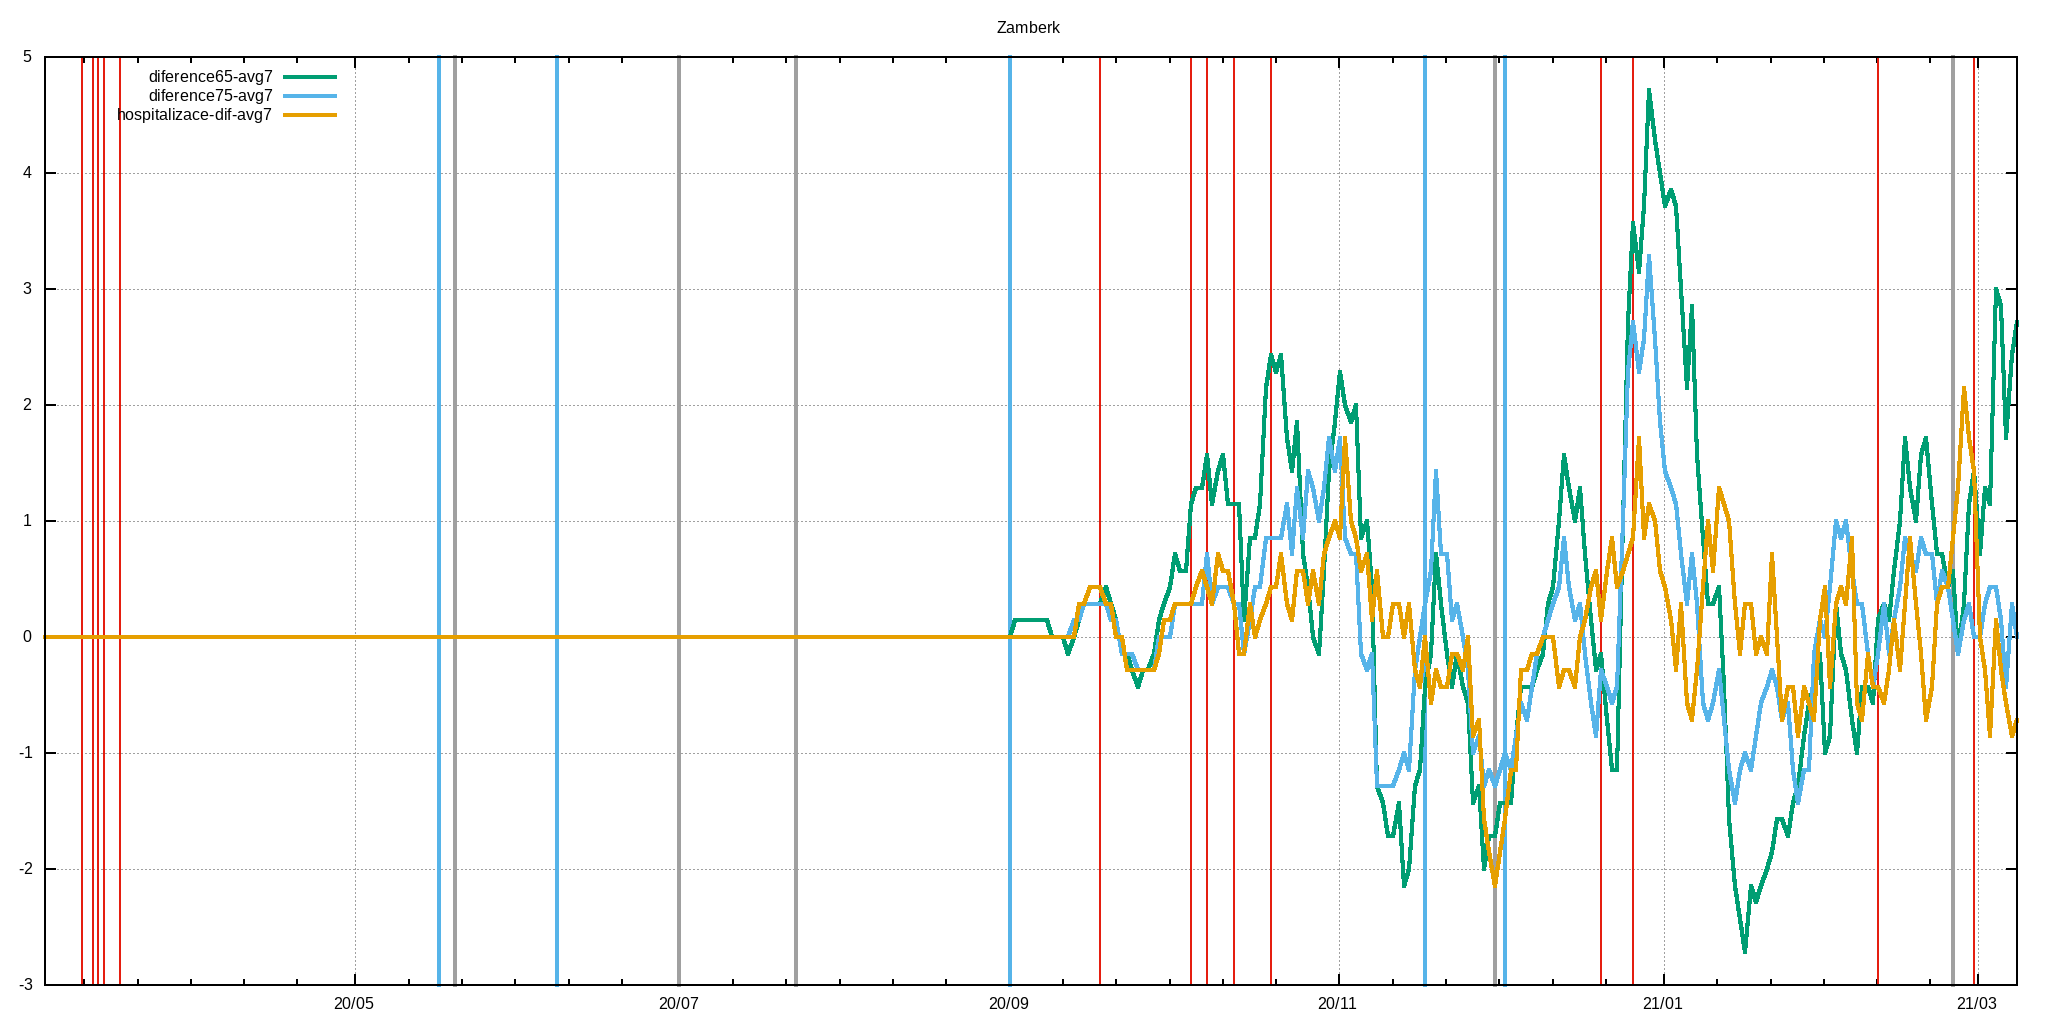 Zamberk
5
diference65-avg7
diference75-avg7
hospitalizace-dif-avg7
4
3
2
1
0
-1
-2
-3
20/05 20/07 20/09 20/11 21/01 21/03